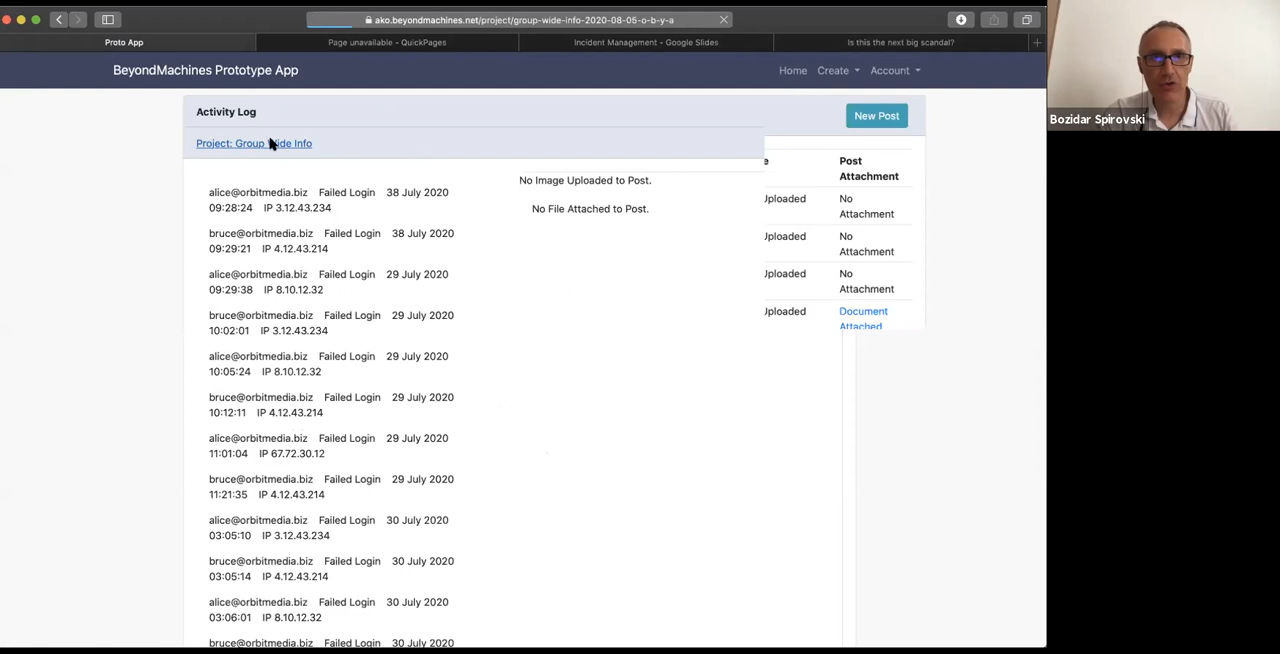 ako.beyondmachines.net/project/group-wide-info-2020-08-05-o-b-y-a
Proto App
Page unavailable - QuickPages
Incident Management - Google Slides
Is this the next big scandal?
BeyondMachines Prototype App
Home Create Account
Activity Log
New Post
Project: Group Wide Info
Post
Attachment
No Image Uploaded to Post.
No File Attached to Post.
alice@orbitmedia.biz Failed Login 38 July 2020
09:28:24 IP 3.12.43.234
bruce@orbitmedia.biz Failed Login 38 July 2020
09:29:21 IP 4.12.43.214
alice@orbitmedia.biz Failed Login 29 July 2020
09:29:38 IP 8.10.12.32
bruce@orbitmedia.biz Failed Login 29 July 2020
10:02:01 IP 3.12.43.234
alice@orbitmedia.biz Failed Login 29 July 2020
10:05:24 IP 8.10.12.32
bruce@orbitmedia.biz Failed Login 29 July 2020
10:12:11 IP 4.12.43.214
alice@orbitmedia.biz Failed Login 29 July 2020
11:01:04 IP 67.72.30.12
bruce@orbitmedia.biz Failed Login 29 July 2020
11:21:35 IP 4.12.43.214
alice@orbitmedia.biz Failed Login 30 July 2020
03:05:10 IP 3.12.43.234
bruce@orbitmedia.biz Failed Login 30 July 2020
03:05:14 IP 4.12.43.214
alice@orbitmedia.biz Failed Login 30 July 2020
03:06:01 IP 8.10.12.32
bruce@orbitmedia.biz Failed Login 30 July 2020
No
Attachment
No
Attachment
No
Attachment
Document
Attached
Bozidar Spirovski